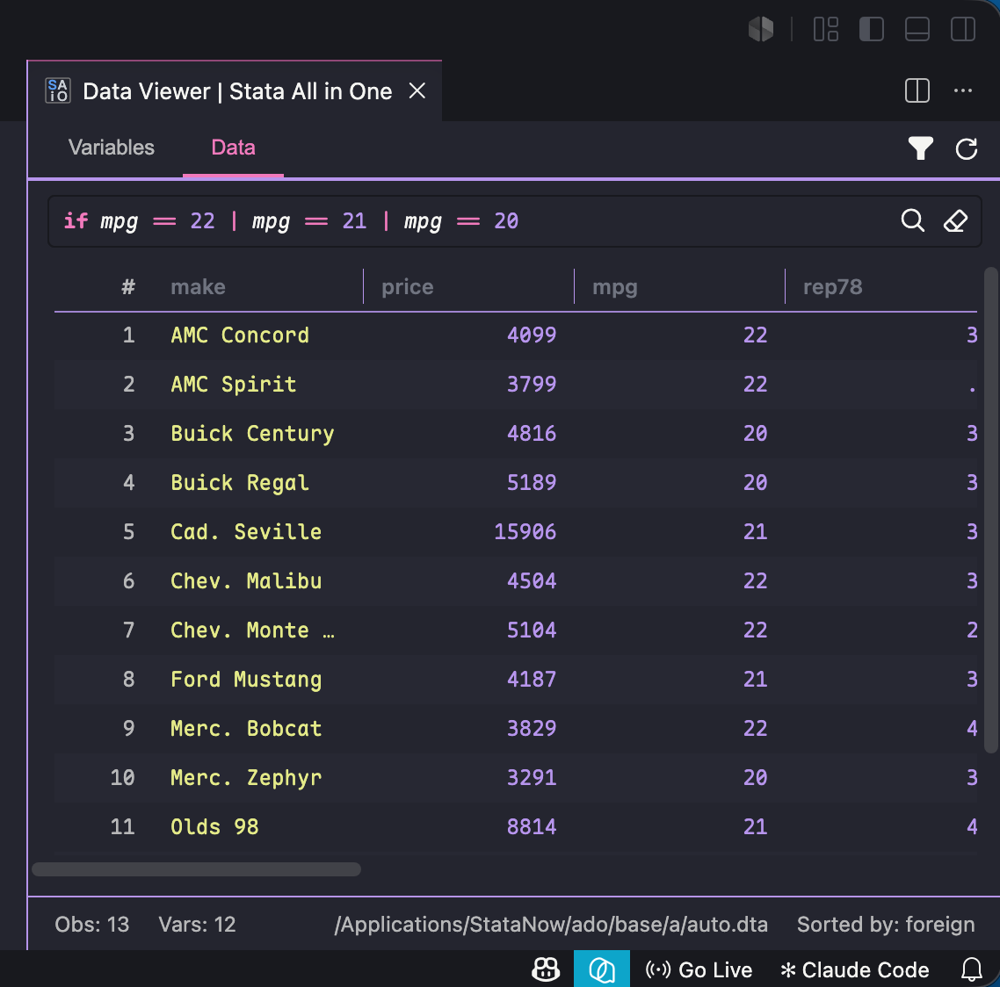 SA
iO
Data Viewer | Stata All in One
Variables Data
if mpg == 22 | mpg == 21 | mpg == 20
# make price mpg rep78
1 AMC Concord 4099 22 3
2 AMC Spirit 3799 22 .
3 Buick Century 4816 20 3
4 Buick Regal 5189 20 3
5 Cad. Seville 15906 21 3
6 Chev. Malibu 4504 22 3
7 Chev. Monte … 5104 22 2
8 Ford Mustang 4187 21 3
9 Merc. Bobcat 3829 22 4
10 Merc. Zephyr 3291 20 3
11 Olds 98 8814 21 4
Obs: 13 Vars: 12 /Applications/StataNow/ado/base/a/auto.dta Sorted by: foreign
Go Live Claude Code